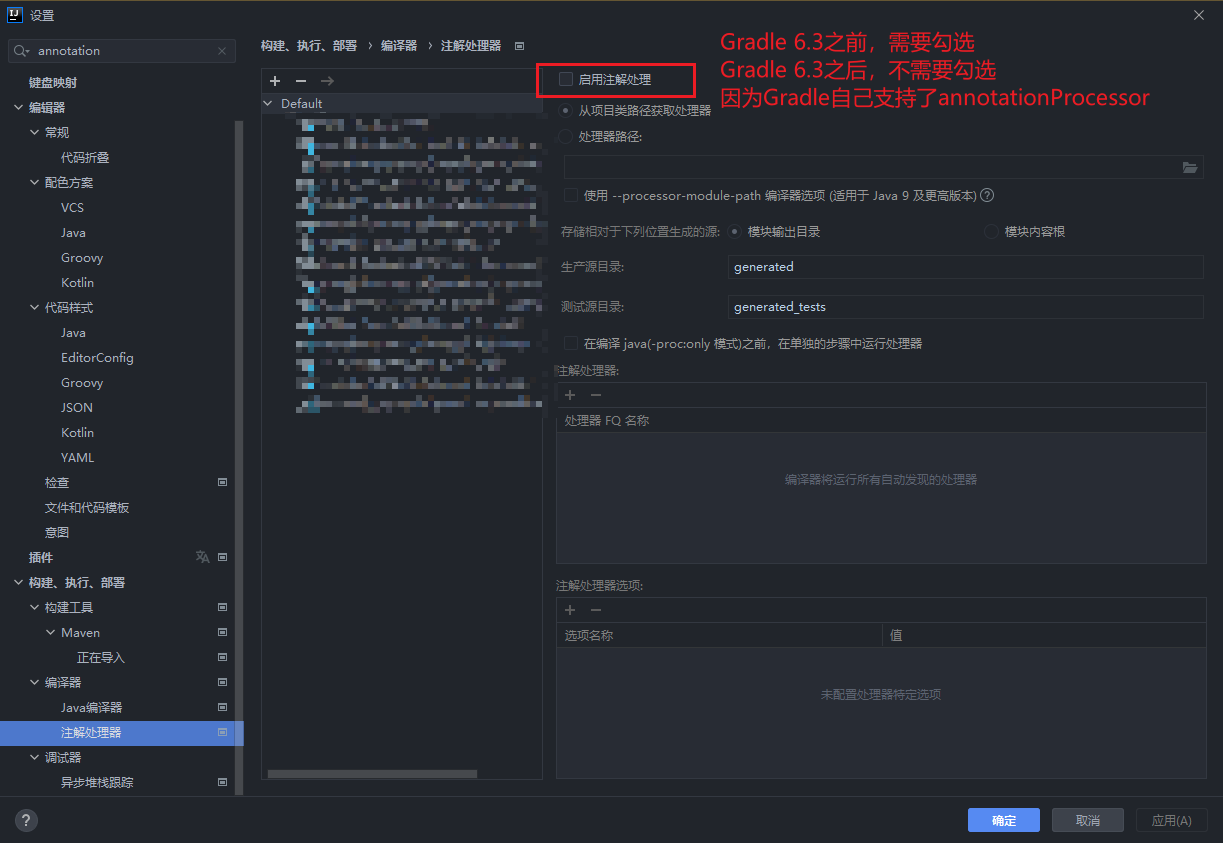 设置
annotation
键盘映射
编辑器
常规
代码折叠
配色方案
VCS
Java
Groovy
Kotlin
代码样式
Java
EditorConfig
Groovy
JSON
Kotlin
YAML
检查
文件和代码模板
意图
插件
构建、执行、部署
构建工具
Maven
正在导入
编译器
Java编译器
注解处理器
调试器
异步堆栈跟踪
构建、执行、部署 › 编译器 › 注解处理器
Default
Gradle 6.3之前，需要勾选
Gradle 6.3之后，不需要勾选
因为Gradle自己支持了annotationProcessor
启用注解处理
从项目类路径获取处理器
处理器路径:
使用 --processor-module-path 编译器选项 (适用于 Java 9 及更高版本)
存储相对于下列位置生成的源: 模块输出目录 模块内容根
生产源目录: generated
测试源目录: generated_tests
在编译 java(-proc:only 模式)之前，在单独的步骤中运行处理器
注解处理器:
处理器 FQ 名称
编译器将运行所有自动发现的处理器
注解处理器选项:
选项名称 值
未配置处理器特定选项
确定 取消 应用(A)